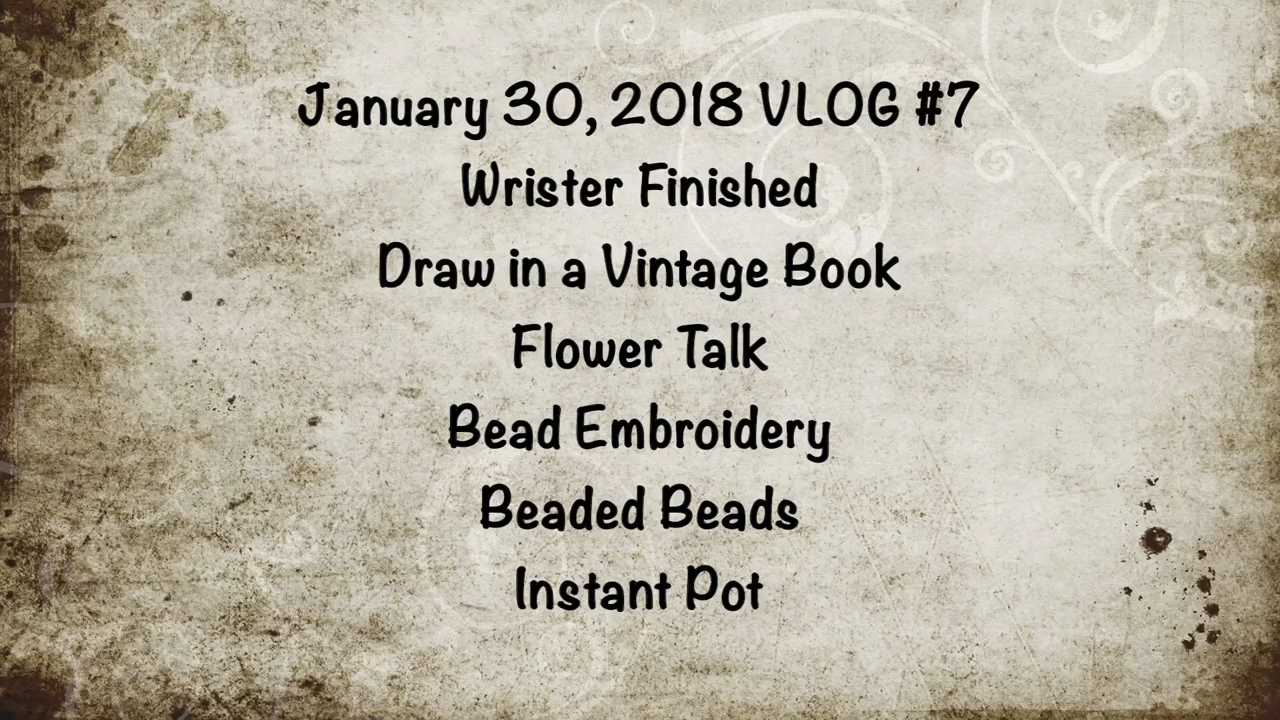 January 30, 2018 VLOG #7
Wrister Finished
Draw in a Vintage Book
Flower Talk
Bead Embroidery
Beaded Beads
Instant Pot